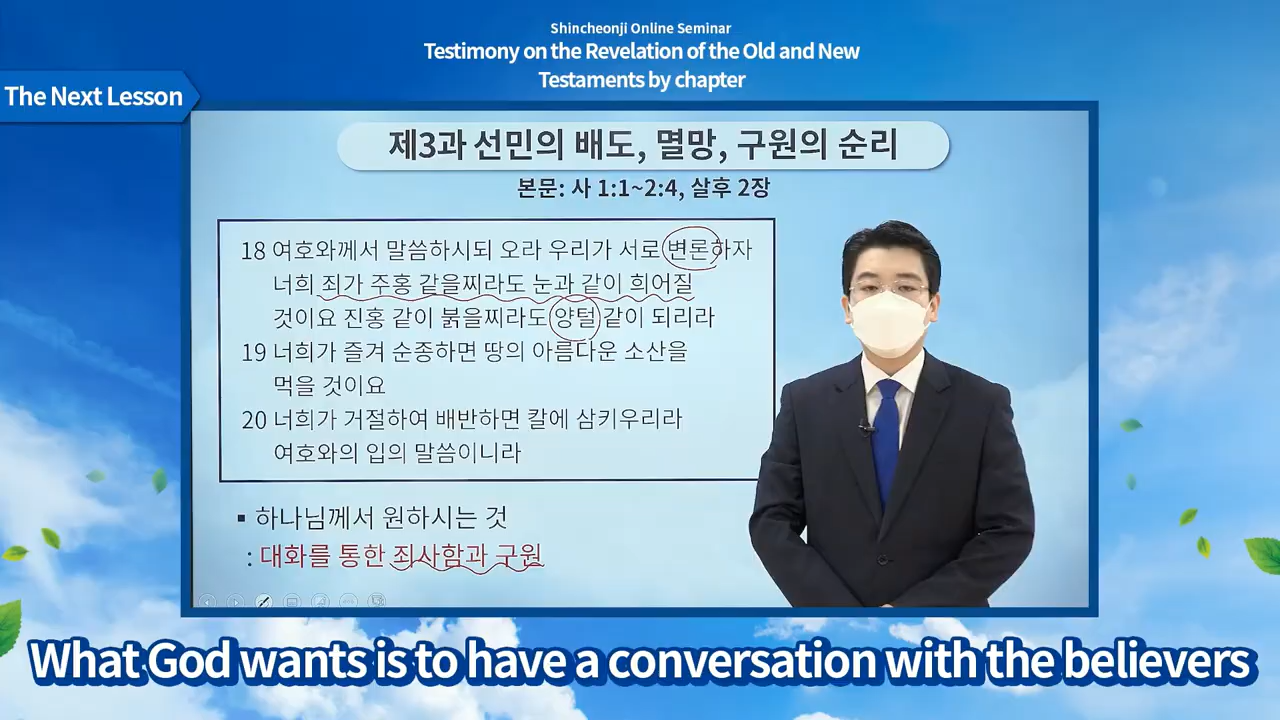 Shincheonji Online Seminar
Testimony on the Revelation of the Old and New
Testaments by chapter
The Next Lesson
제3과 선민의 배도, 멸망, 구원의 순리
본문: 사 1:1~2:4, 살후 2장
18 여호와께서 말씀하시되 오라 우리가 서로 변론하자
너희 죄가 주홍 같을찌라도 눈과 같이 희어질
것이요 진홍 같이 붉을찌라도 양털 같이 되리라
19 너희가 즐겨 순종하면 땅의 아름다운 소산을
먹을 것이요
20 너희가 거절하여 배반하면 칼에 삼키우리라
여호와의 입의 말씀이니라
▪ 하나님께서 원하시는 것
: 대화를 통한 죄사함과 구원
What God wants is to have a conversation with the believers